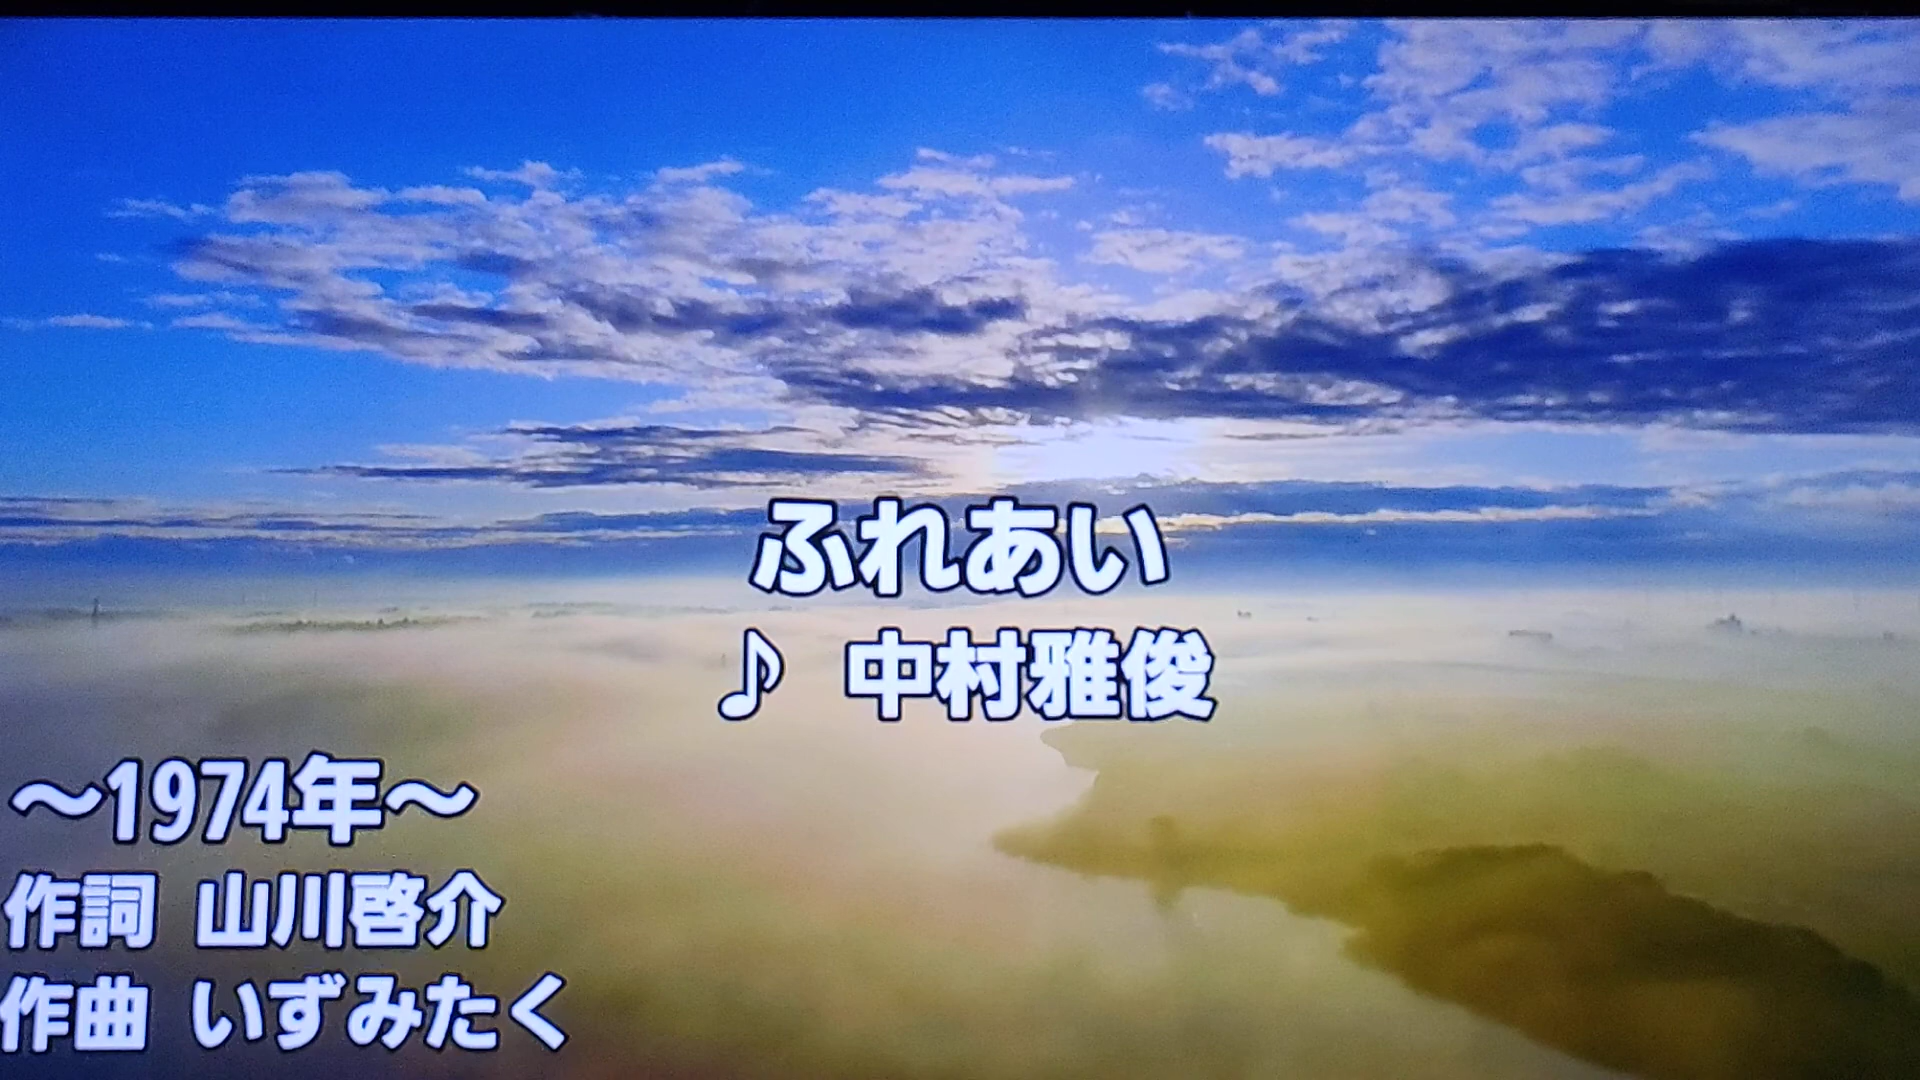 ふれあい
♪ 中村雅俊
～1974年～
作詞 山川啓介
作曲 いずみたく